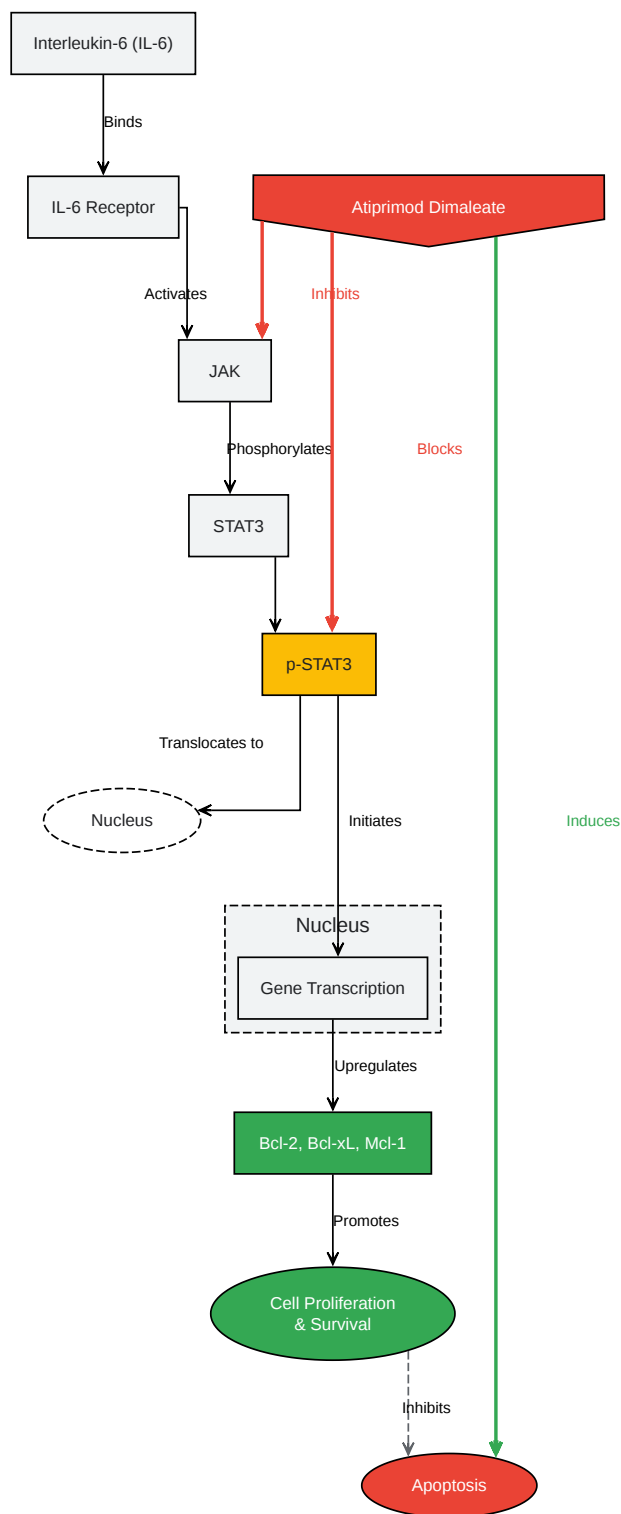 Interleukin-6 (IL-6)
Binds
IL-6 Receptor
Atiprimod Dimaleate
Activates
Inhibits
JAK
Phosphorylates
Blocks
STAT3
p-STAT3
Translocates to
Nucleus
Initiates
Induces
Nucleus
Gene Transcription
Upregulates
Bcl-2, Bcl-xL, Mcl-1
Promotes
Cell Proliferation
& Survival
Inhibits
Apoptosis